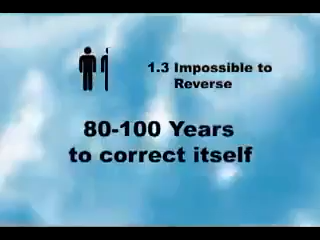 1.3 Impossible to
Reverse
80-100 Years
to correct itself